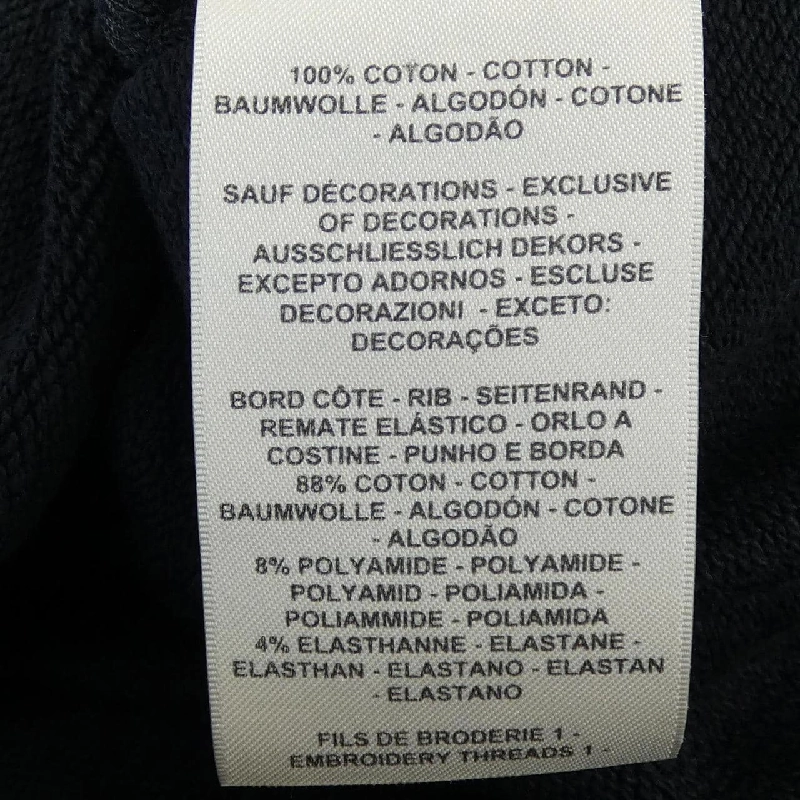 100% COTON - COTTON -
BAUMWOLLE - ALGODÓN - COTONE
- ALGODÃO
SAUF DÉCORATIONS - EXCLUSIVE
OF DECORATIONS -
AUSSCHLIESSLICH DEKORS -
EXCEPTO ADORNOS - ESCLUSE
DECORAZIONI - EXCETO:
DECORAÇÕES
BORD CÔTE - RIB - SEITENRAND -
REMATE ELÁSTICO - ORLO A
COSTINE - PUNHO E BORDA
88% COTON - COTTON -
BAUMWOLLE - ALGODÓN - COTONE
- ALGODÃO
8% POLYAMIDE - POLYAMIDE -
POLYAMID - POLIAMIDA -
POLIAMMIDE - POLIAMIDA
4% ELASTHANNE - ELASTANE -
ELASTHAN - ELASTANO - ELASTAN
- ELASTANO
FILS DE BRODERIE 1 -
EMBROIDERY THREADS 1 -